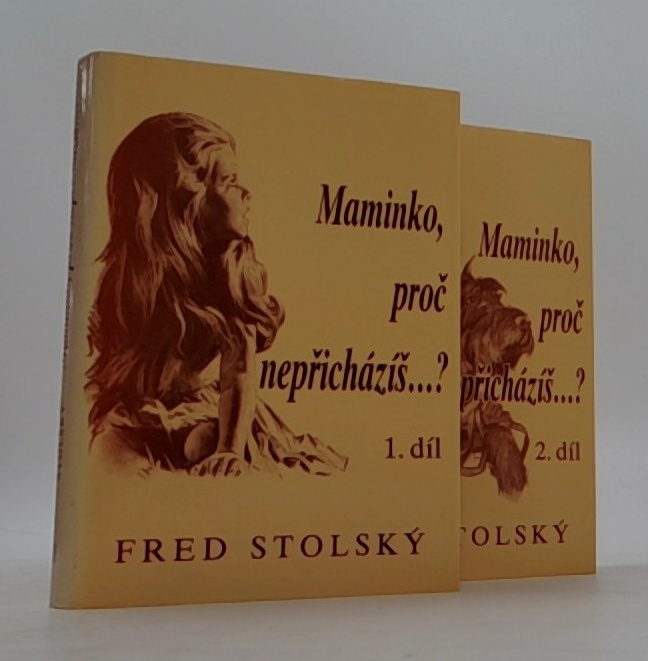 Maminko,
proč
nepřicházíš...?
1. díl
FRED STOLSKÝ
Maminko,
proč
přicházíš...?
2. díl
TOLSKÝ